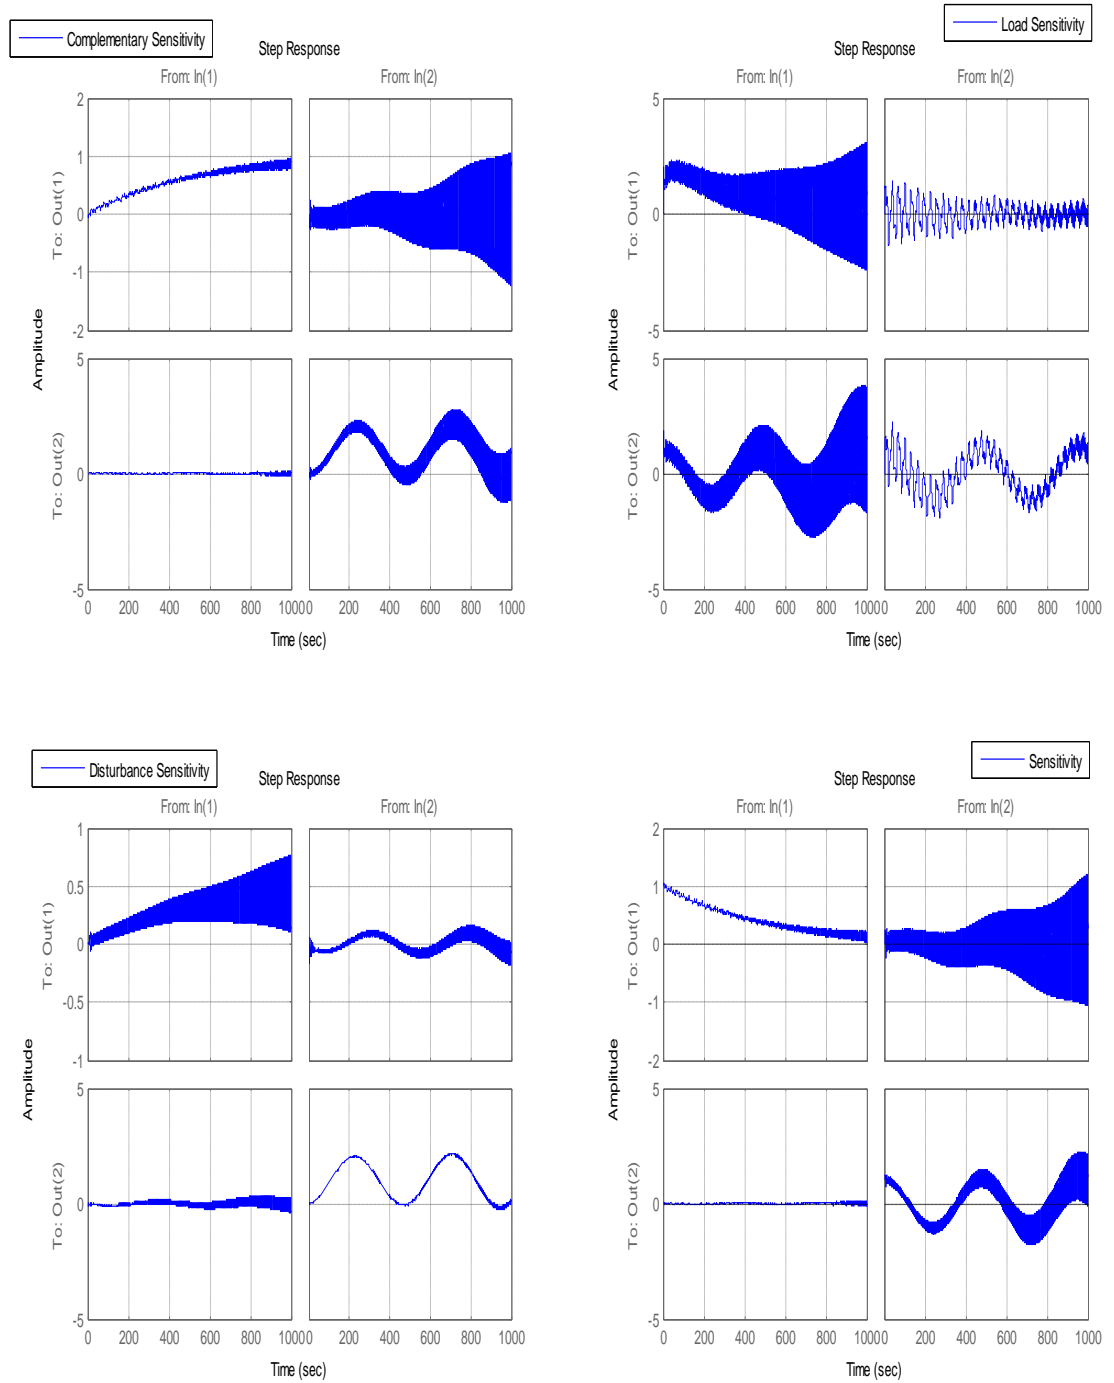 Complementary Sensitivity
Step Response
From: In(1)
From: In(2)
2
1
0
-1
-2
To: Out(1)
Amplitude
5
0
-5
To: Out(2)
0 200 400 600 800 1000 0 200 400 600 800 1000
Time (sec)
Load Sensitivity
Step Response
From: In(1)
From: In(2)
5
0
-5
To: Out(1)
Amplitude
5
0
-5
To: Out(2)
0 200 400 600 800 1000 0 200 400 600 800 1000
Time (sec)
Disturbance Sensitivity
Step Response
From: In(1)
From: In(2)
1
0.5
0
-0.5
-1
To: Out(1)
Amplitude
5
0
-5
To: Out(2)
0 200 400 600 800 1000 0 200 400 600 800 1000
Time (sec)
Sensitivity
Step Response
From: In(1)
From: In(2)
2
1
0
-1
-2
To: Out(1)
Amplitude
5
0
-5
To: Out(2)
0 200 400 600 800 1000 0 200 400 600 800 1000
Time (sec)